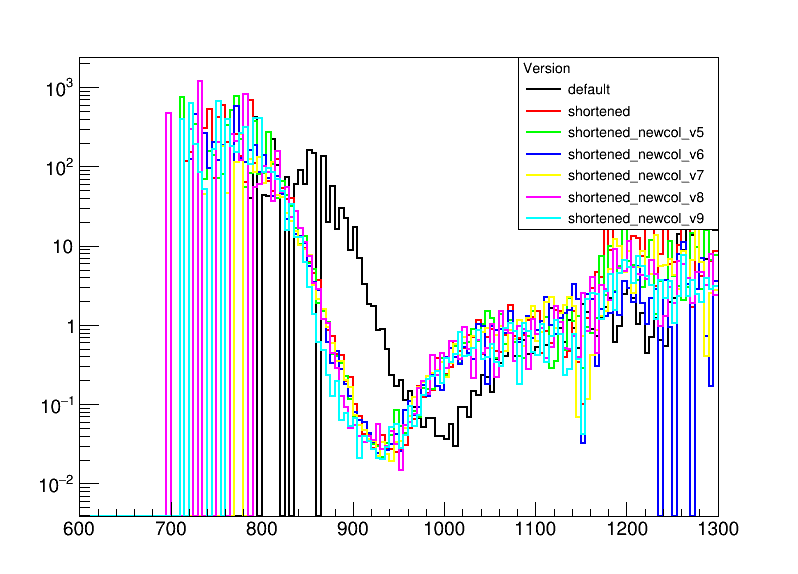 Version
default
shortened
shortened_newcol_v5
shortened_newcol_v6
shortened_newcol_v7
shortened_newcol_v8
shortened_newcol_v9
10³
10²
10
1
10⁻¹
10⁻²
600 700 800 900 1000 1100 1200 1300